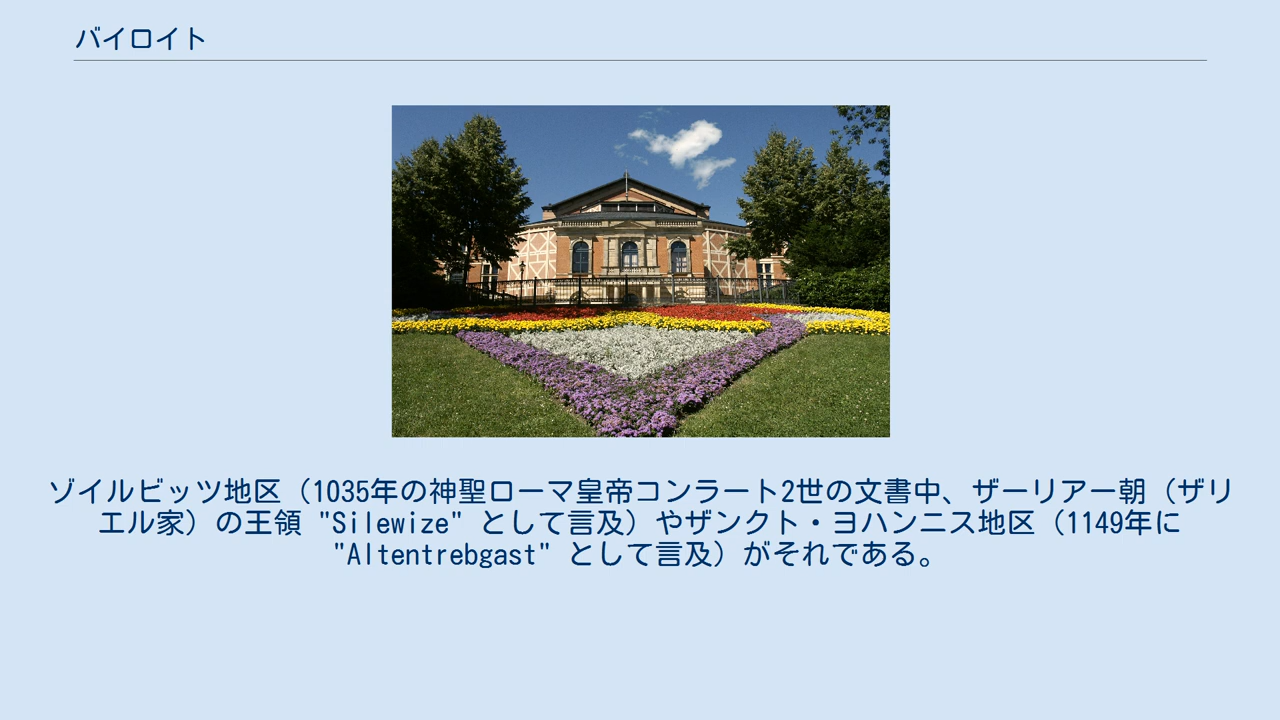 バイロイト
ゾイルビッツ地区（1035年の神聖ローマ皇帝コンラート2世の文書中、ザーリアー朝（ザリ
エル家）の王領 "Silewize" として言及）やザンクト・ヨハンニス地区（1149年に
"Altentrebgast" として言及）がそれである。